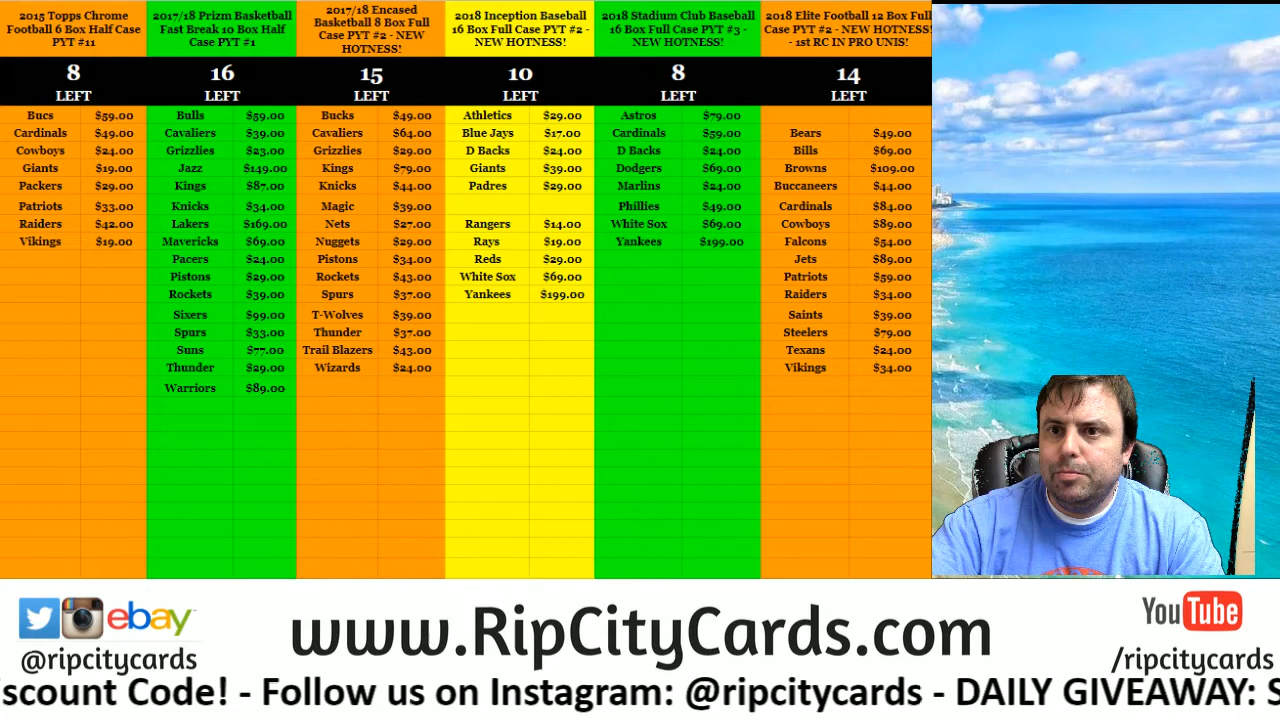 2015 Topps Chrome
Football 6 Box Half Case
PYT #11
8
LEFT
Bucs $59.00
Cardinals $49.00
Cowboys $24.00
Giants $19.00
Packers $29.00
Patriots $33.00
Raiders $42.00
Vikings $19.00
2017/18 Prizm Basketball
Fast Break 10 Box Half
Case PYT #1
16
LEFT
Bulls $59.00
Cavaliers $39.00
Grizzlies $23.00
Jazz $149.00
Kings $87.00
Knicks $34.00
Lakers $169.00
Mavericks $69.00
Pacers $24.00
Pistons $29.00
Rockets $39.00
Sixers $99.00
Spurs $33.00
Suns $77.00
Thunder $29.00
Warriors $89.00
2017/18 Encased
Basketball 8 Box Full
Case PYT #2 - NEW
HOTNESS!
15
LEFT
Bucks $49.00
Cavaliers $64.00
Grizzlies $29.00
Kings $79.00
Knicks $44.00
Magic $39.00
Nets $27.00
Nuggets $29.00
Pistons $34.00
Rockets $43.00
Spurs $37.00
T-Wolves $39.00
Thunder $37.00
Trail Blazers $43.00
Wizards $24.00
2018 Inception Baseball
16 Box Full Case PYT #2 -
NEW HOTNESS!
10
LEFT
Athletics $29.00
Blue Jays $17.00
D Backs $24.00
Giants $39.00
Padres $29.00
Rangers $14.00
Rays $19.00
Reds $29.00
White Sox $69.00
Yankees $199.00
2018 Stadium Club Baseball
16 Box Full Case PYT #3 -
NEW HOTNESS!
8
LEFT
Astros $79.00
Cardinals $59.00
D Backs $24.00
Dodgers $69.00
Marlins $24.00
Phillies $49.00
White Sox $69.00
Yankees $199.00
2018 Elite Football 12 Box Full
Case PYT #2 - NEW HOTNESS!
- 1st RC IN PRO UNIS!
14
LEFT
Bears $49.00
Bills $69.00
Browns $109.00
Buccaneers $44.00
Cardinals $84.00
Cowboys $89.00
Falcons $54.00
Jets $89.00
Patriots $59.00
Raiders $34.00
Saints $39.00
Steelers $79.00
Texans $24.00
Vikings $34.00
ebay
@ripcitycards
www.RipCityCards.com
YouTube
/ripcitycards
iscount Code! - Follow us on Instagram: @ripcitycards - DAILY GIVEAWAY: S